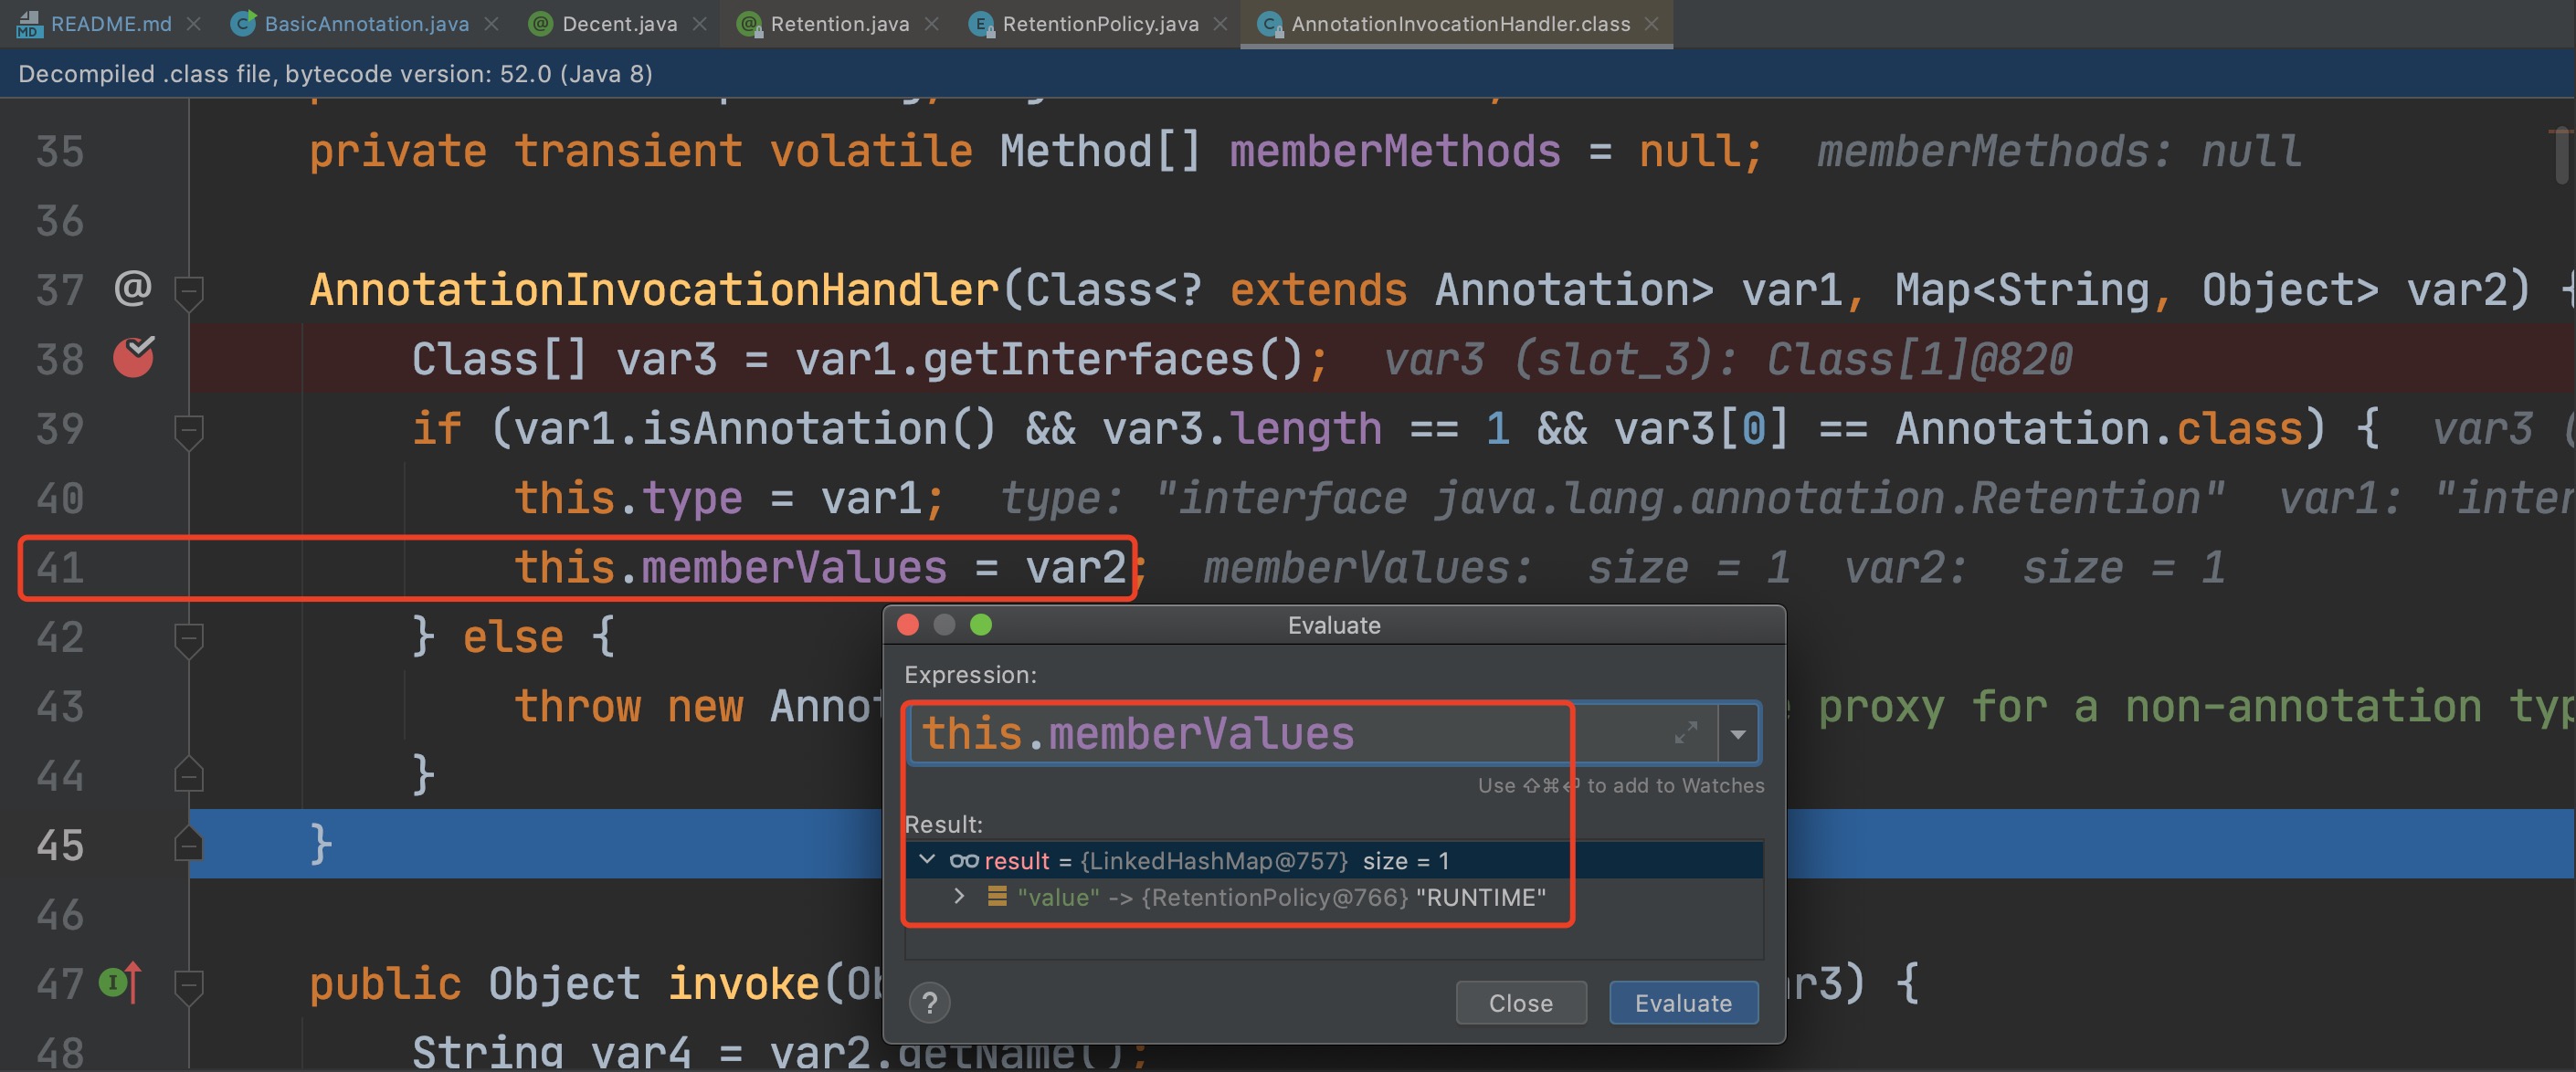 README.md BasicAnnotation.java Decent.java Retention.java RetentionPolicy.java AnnotationInvocationHandler.class
Decompiled .class file, bytecode version: 52.0 (Java 8)
35 private transient volatile Method[] memberMethods = null; memberMethods: null
36
37 @ AnnotationInvocationHandler(Class<? extends Annotation> var1, Map<String, Object> var2) {
38 Class[] var3 = var1.getInterfaces(); var3 (slot_3): Class[1]@820
39 if (var1.isAnnotation() && var3.length == 1 && var3[0] == Annotation.class) { var3 (
40 this.type = var1; type: "interface java.lang.annotation.Retention" var1: "inter
41 this.memberValues = var2; memberValues: size = 1 var2: size = 1
42 } else {
43 throw new Annot proxy for a non-annotation typ
44 }
45 }
46
47 public Object invoke(Ob r3) {
48 String var4 = var2.getName();
Evaluate
Expression:
this.memberValues
Use ⇧⌘⏎ to add to Watches
Result:
result = {LinkedHashMap@757} size = 1
"value" -> {RetentionPolicy@766} "RUNTIME"
? Close Evaluate